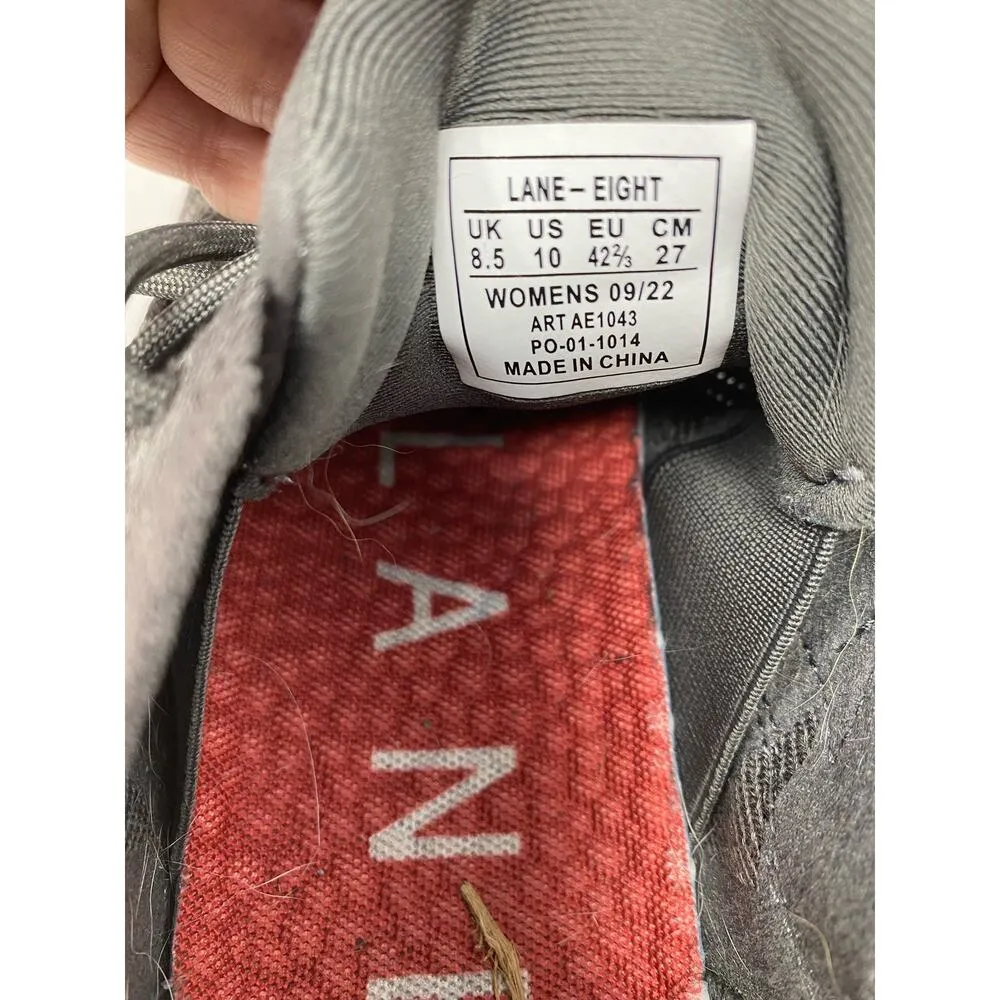 LANE – EIGHT
UK US EU CM
8.5 10 42⅔ 27
WOMENS 09/22
ART AE1043
PO-01-1014
MADE IN CHINA
LAN